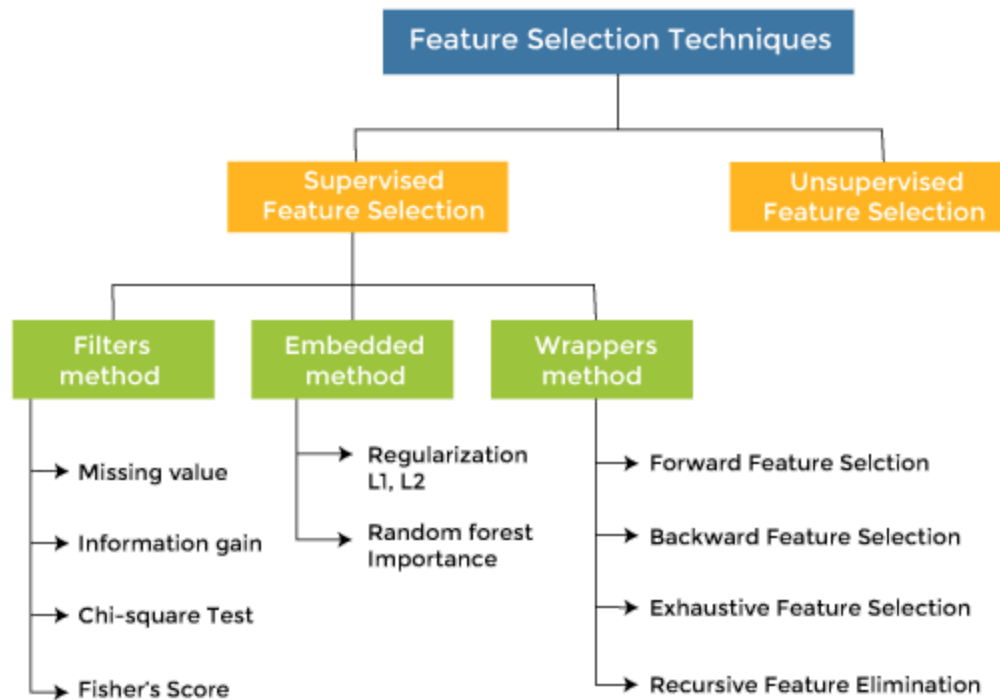 Feature Selection Techniques
Supervised
Feature Selection
Unsupervised
Feature Selection
Filters
method
Missing value
Information gain
Chi-square Test
Fisher's Score
Embedded
method
Regularization
L1, L2
Random forest
Importance
Wrappers
method
Forward Feature Selction
Backward Feature Selection
Exhaustive Feature Selection
Recursive Feature Elimination